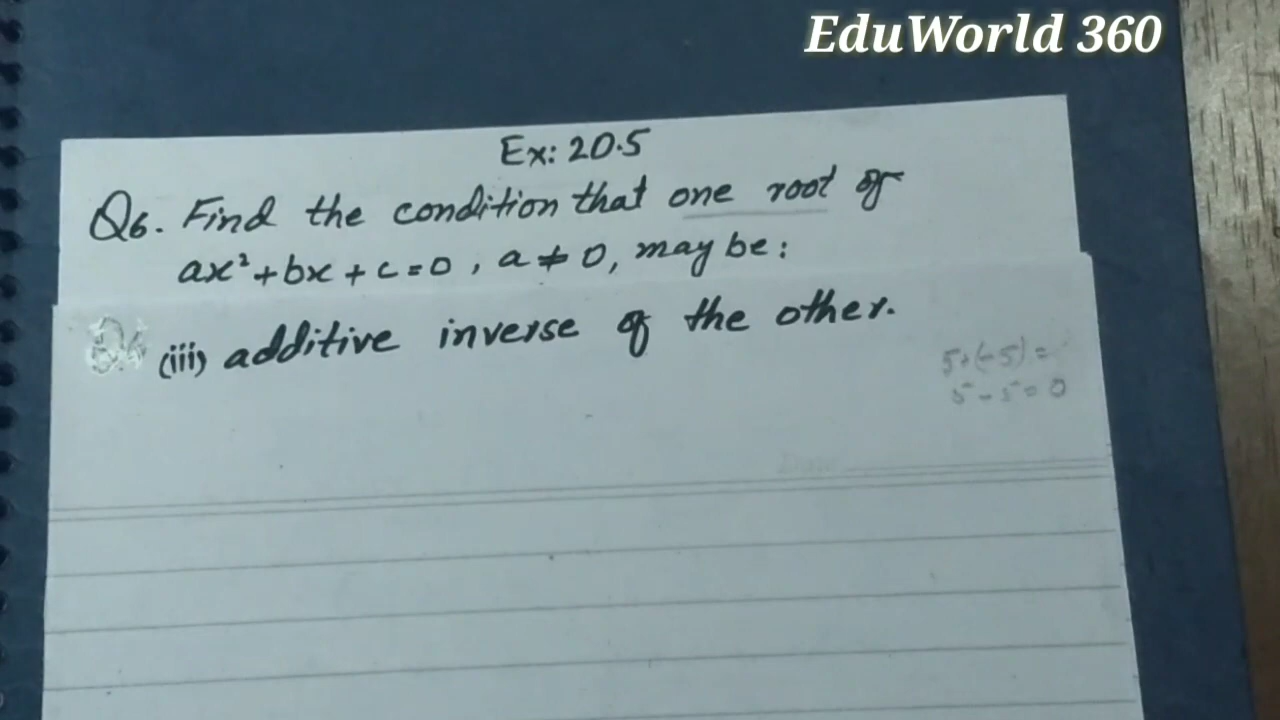 EduWorld 360
Ex: 20.5
Q6. Find the condition that one root of
ax² + bx + c = 0, a ≠ 0, may be:
(iii) additive inverse of the other.
5+(-5) =
5 - 5 = 0